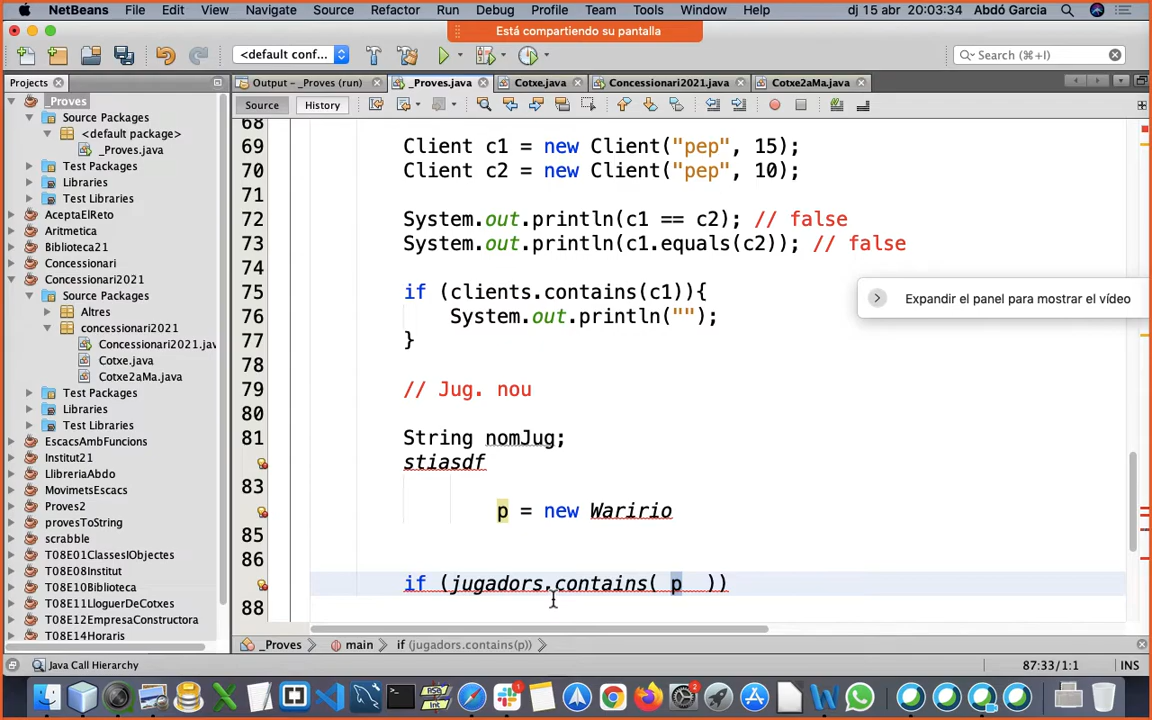 NetBeans File Edit View Navigate Source Refactor Run Debug Profile Team Tools Window Help dj 15 abr 20:03:34 Abdó Garcia
Está compartiendo su pantalla
<default conf... Search (⌘+I)
Projects Output – _Proves (run) _Proves.java Cotxe.java Concessionari2021.java Cotxe2aMa.java
Source History
_Proves
Source Packages
<default package>
_Proves.java
Test Packages
Libraries
Test Libraries
AceptaElReto
Aritmetica
Biblioteca21
Concessionari
Concessionari2021
Source Packages
Altres
concessionari2021
Concessionari2021.jav
Cotxe.java
Cotxe2aMa.java
Test Packages
Libraries
Test Libraries
EscacsAmbFuncions
Institut21
LlibreriaAbdo
MovimetsEscacs
Proves2
provesToString
scrabble
T08E01ClassesIObjectes
T08E09Institut
T08E10Biblioteca
T08E11LloguerDeCotxes
T08E12EmpresaConstructora
T08E14Horaris
68
69 Client c1 = new Client("pep", 15);
70 Client c2 = new Client("pep", 10);
71
72 System.out.println(c1 == c2); // false
73 System.out.println(c1.equals(c2)); // false
74
75 if (clients.contains(c1)){
76 System.out.println("");
77 }
78
79 // Jug. nou
80
81 String nomJug;
stiasdf
83
p = new Waririo
85
86
if (jugadors.contains( p ))
88
Expandir el panel para mostrar el vídeo
_Proves main if (jugadors.contains(p))
Java Call Hierarchy 87:33/1:1 INS